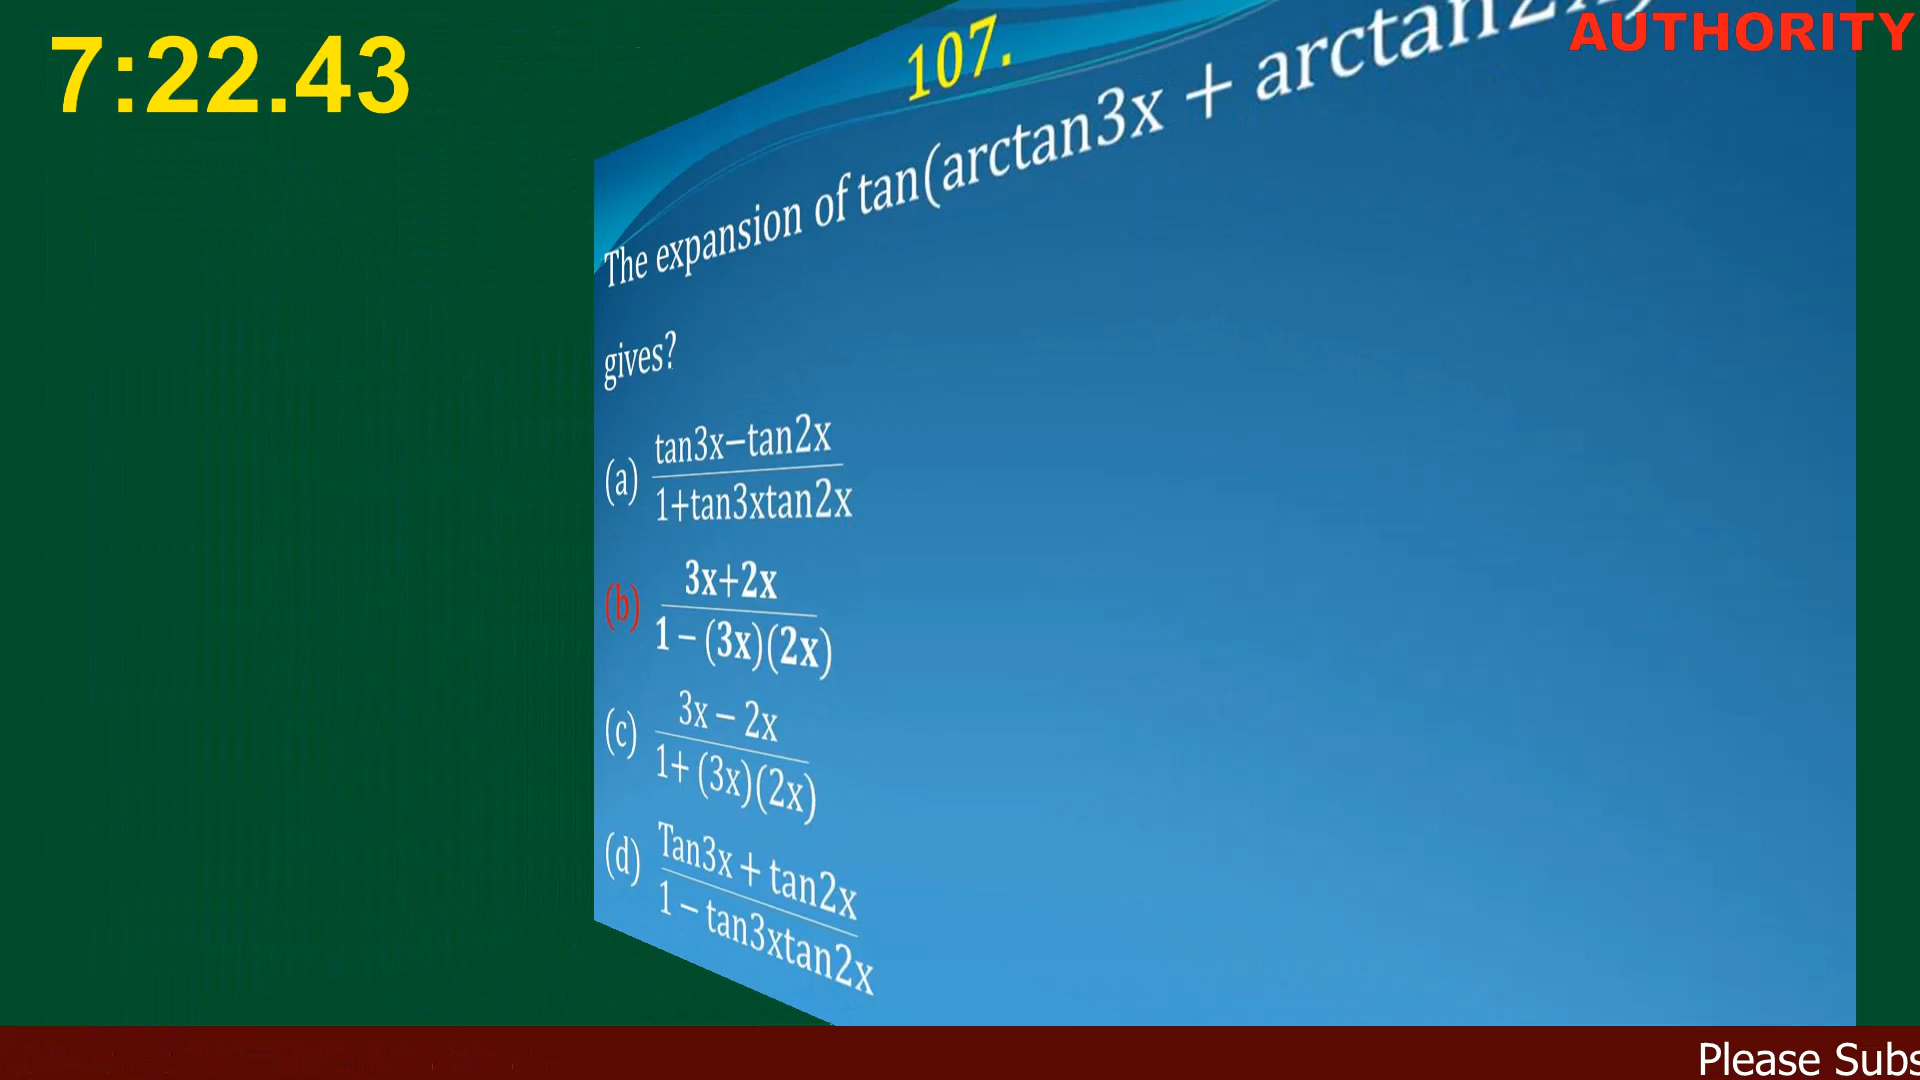 7:22.43
AUTHORITY
107.
The expansion of tan(arctan3x + arctan2x)
gives?
(a) tan3x−tan2x
1+tan3xtan2x
(b) 3x+2x
1 − (3x)(2x)
(c) 3x − 2x
1+ (3x)(2x)
(d) Tan3x + tan2x
1 − tan3xtan2x
Please Subs